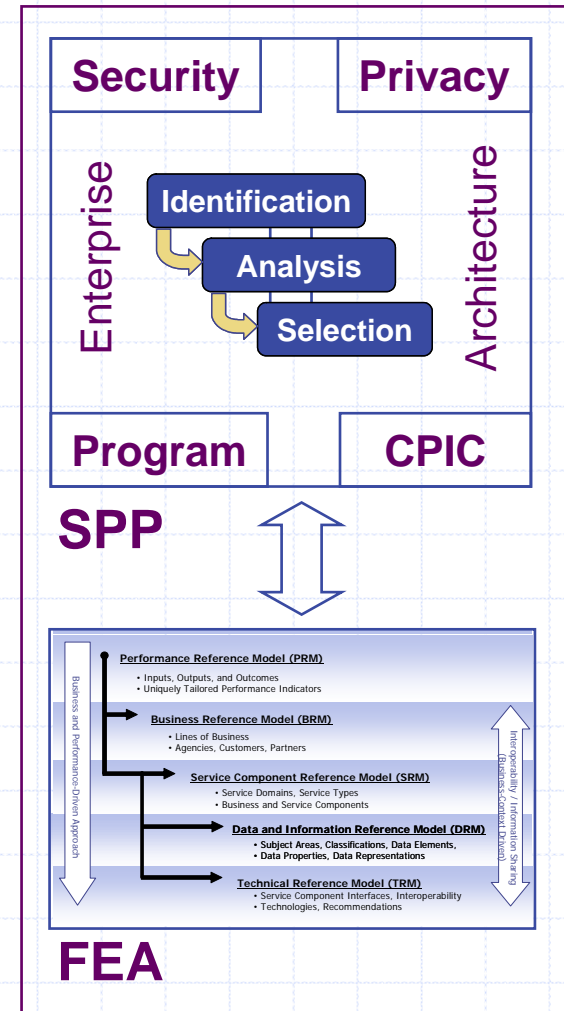 Security
Privacy
Enterprise
Architecture
Identification
Analysis
Selection
Program
CPIC
SPP
Business and Performance-Driven Approach
Performance Reference Model (PRM)
• Inputs, Outputs, and Outcomes
• Uniquely Tailored Performance Indicators
Business Reference Model (BRM)
• Lines of Business
• Agencies, Customers, Partners
Service Component Reference Model (SRM)
• Service Domains, Service Types
• Business and Service Components
Data and Information Reference Model (DRM)
• Subject Areas, Classifications, Data Elements,
• Data Properties, Data Representations
Technical Reference Model (TRM)
• Service Component Interfaces, Interoperability
• Technologies, Recommendations
Interoperability / Information Sharing
(Business-Context Driven)
FEA